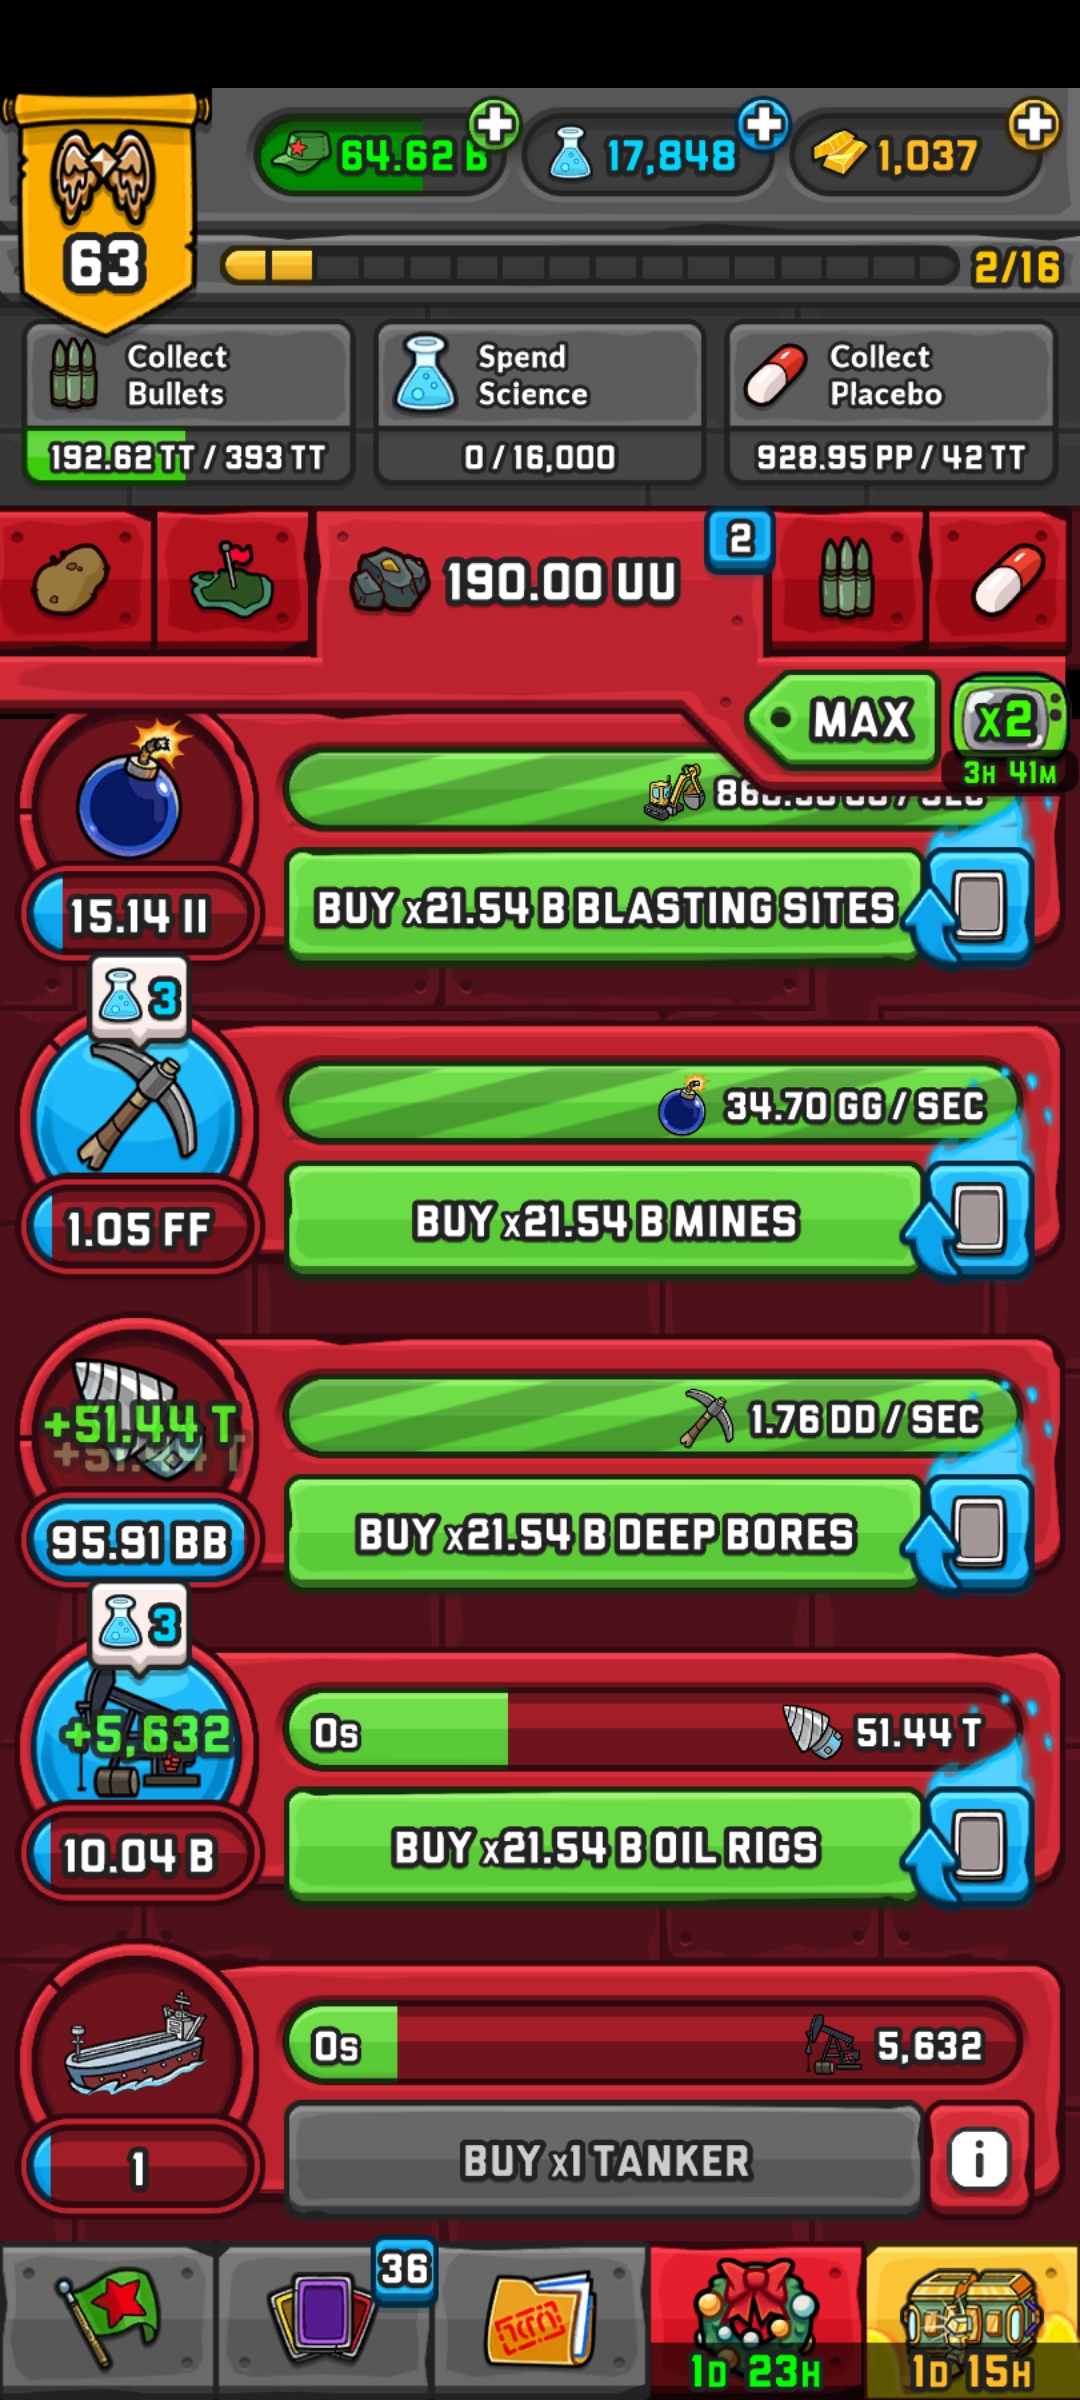 64.62 B
17,848
1,037
63
2/16
Collect
Bullets
192.62 TT / 393 TT
Spend
Science
0 / 16,000
Collect
Placebo
928.95 PP / 42 TT
190.00 UU
2
MAX
x2
3H 41M
BUY x21.54 B BLASTING SITES
15.14 II
3
34.70 GG / SEC
BUY x21.54 B MINES
1.05 FF
+51.44 T
1.76 DD / SEC
BUY x21.54 B DEEP BORES
95.91 BB
3
+5,632
0s
51.44 T
BUY x21.54 B OIL RIGS
10.04 B
0s
5,632
BUY x1 TANKER
i
1
36
1D 23H
1D 15H